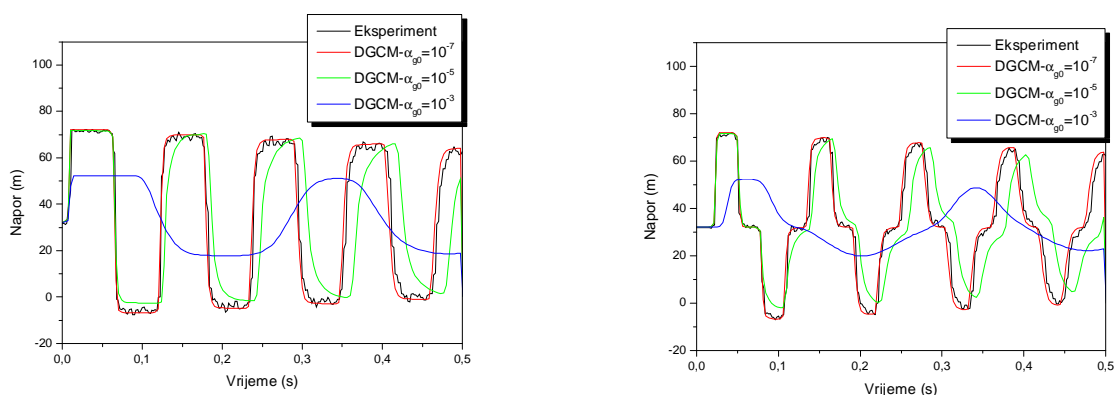 Eksperiment
DGCM-αg0=10-7
DGCM-αg0=10-5
DGCM-αg0=10-3
Napor (m)
100
80
60
40
20
0
-20
0,0 0,1 0,2 0,3 0,4 0,5
Vrijeme (s)
Eksperiment
DGCM-αg0=10-7
DGCM-αg0=10-5
DGCM-αg0=10-3
Napor (m)
100
80
60
40
20
0
-20
0,0 0,1 0,2 0,3 0,4 0,5
Vrijeme (s)